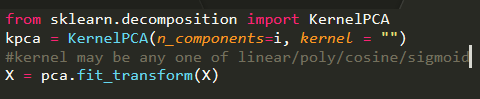 from sklearn.decomposition import KernelPCA
kpca = KernelPCA(n_components=i, kernel = "")
#kernel may be any one of linear/poly/cosine/sigmoid
X = pca.fit_transform(X)